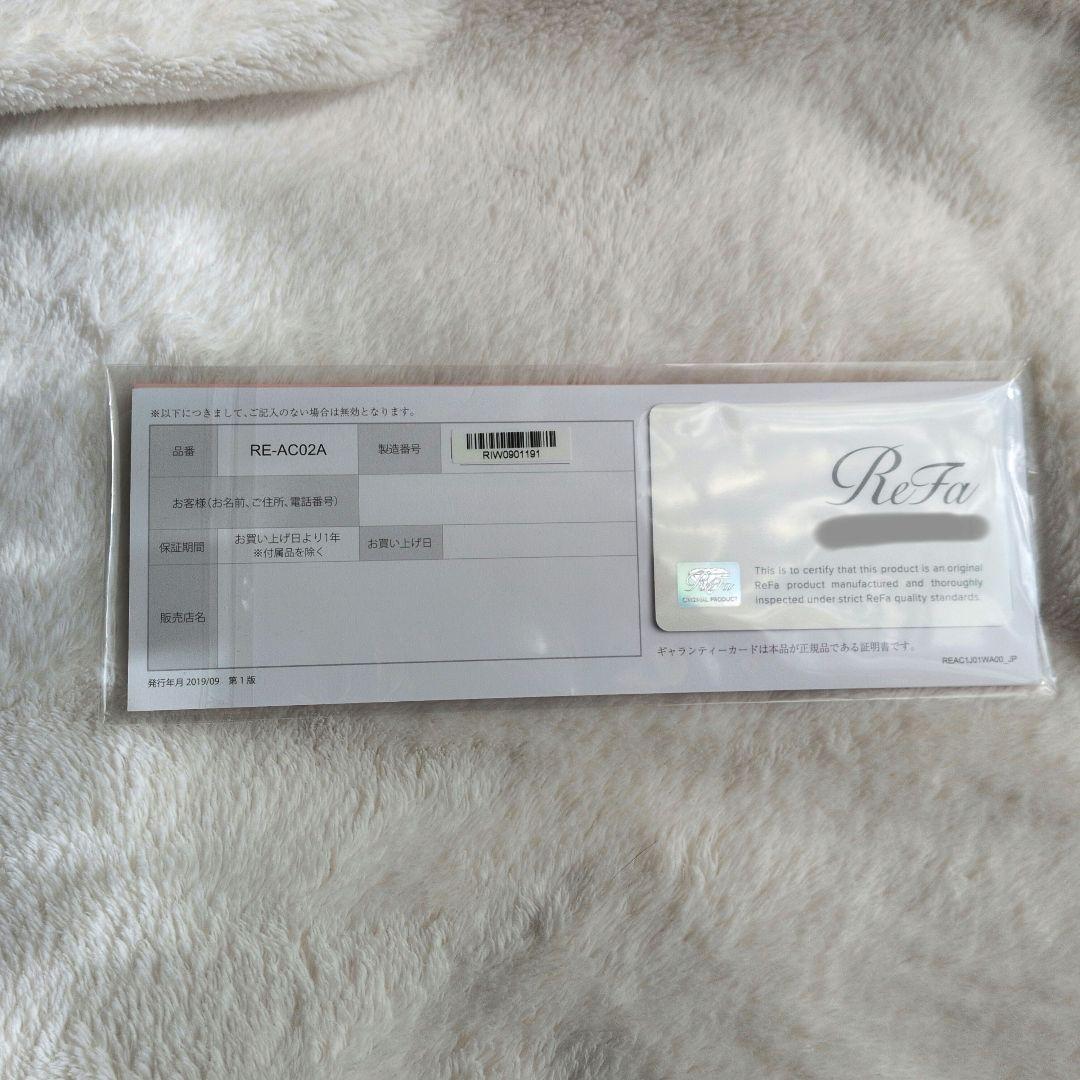 ※以下につきまして、ご記入のない場合は無効となります。
品番 RE-AC02A 製造番号 RIW0901191
お客様(お名前、ご住所、電話番号)
保証期間 お買い上げ日より1年
※付属品を除く
お買い上げ日
販売店名
発行年月 2019/09 第1版
ReFa
ReFa
ORIGINAL PRODUCT
This is to certify that this product is an original
ReFa product manufactured and thoroughly
inspected under strict ReFa quality standards.
ギャランティーカードは本品が正規品である証明書です。
REAC1J01WA00_JP